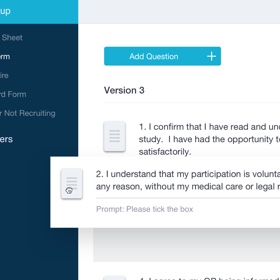 up
Sheet
rm
ire
rd Form
r Not Recruiting
ers
Add Question +
Version 3
1. I confirm that I have read and un
study. I have had the opportunity t
satisfactorily.
2. I understand that my participation is volunta
any reason, without my medical care or legal r
Prompt: Please tick the box